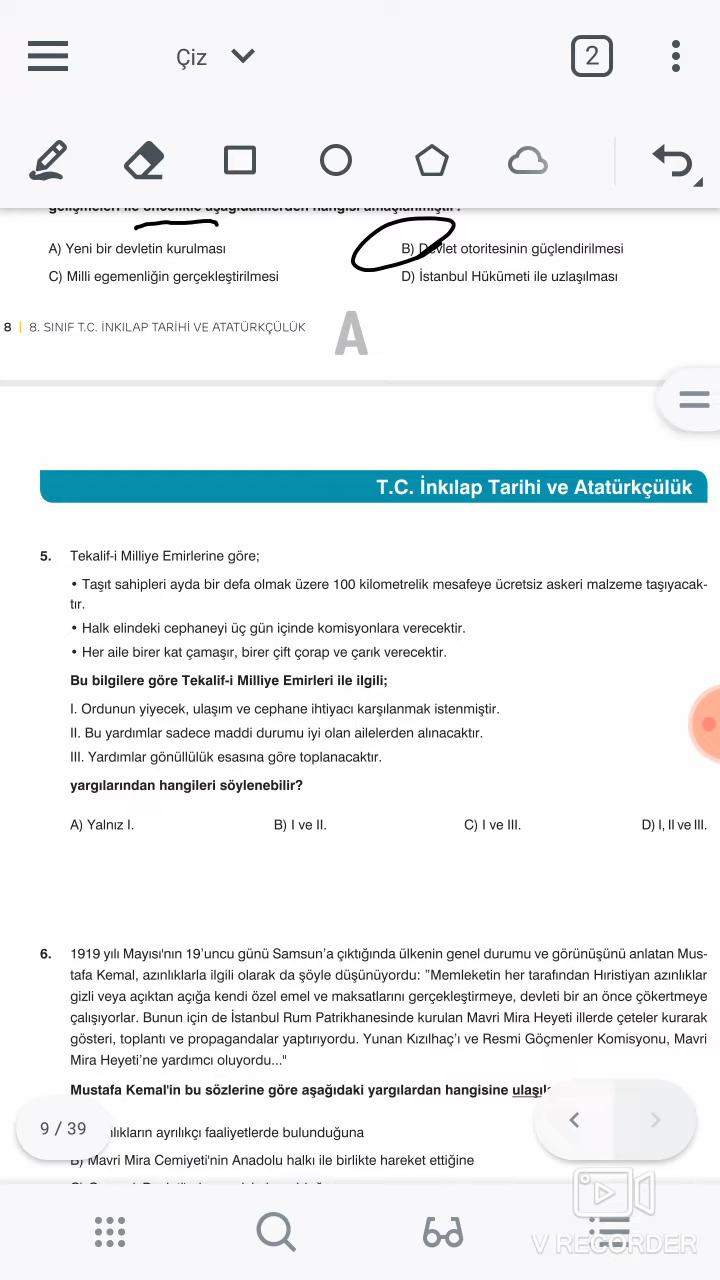 Çiz
2
öncelikle aşağıdakilerden hangisi amaçlanmıştır?
A) Yeni bir devletin kurulması
B) Devlet otoritesinin güçlendirilmesi
C) Milli egemenliğin gerçekleştirilmesi
D) İstanbul Hükümeti ile uzlaşılması
8 | 8. SINIF T.C. İNKILAP TARİHİ VE ATATÜRKÇÜLÜK
A
T.C. İnkılap Tarihi ve Atatürkçülük
5. Tekalif-i Milliye Emirlerine göre;
• Taşıt sahipleri ayda bir defa olmak üzere 100 kilometrelik mesafeye ücretsiz askeri malzeme taşıyacak-
tır.
• Halk elindeki cephaneyi üç gün içinde komisyonlara verecektir.
• Her aile birer kat çamaşır, birer çift çorap ve çarık verecektir.
Bu bilgilere göre Tekalif-i Milliye Emirleri ile ilgili;
I. Ordunun yiyecek, ulaşım ve cephane ihtiyacı karşılanmak istenmiştir.
II. Bu yardımlar sadece maddi durumu iyi olan ailelerden alınacaktır.
III. Yardımlar gönüllülük esasına göre toplanacaktır.
yargılarından hangileri söylenebilir?
A) Yalnız I. B) I ve II. C) I ve III. D) I, II ve III.
6. 1919 yılı Mayısı'nın 19'uncu günü Samsun'a çıktığında ülkenin genel durumu ve görünüşünü anlatan Mus-
tafa Kemal, azınlıklarla ilgili olarak da şöyle düşünüyordu: "Memleketin her tarafından Hıristiyan azınlıklar
gizli veya açıktan açığa kendi özel emel ve maksatlarını gerçekleştirmeye, devleti bir an önce çökertmeye
çalışıyorlar. Bunun için de İstanbul Rum Patrikhanesinde kurulan Mavri Mira Heyeti illerde çeteler kurarak
gösteri, toplantı ve propagandalar yaptırıyordu. Yunan Kızılhaç'ı ve Resmi Göçmenler Komisyonu, Mavri
Mira Heyeti'ne yardımcı oluyordu..."
Mustafa Kemal'in bu sözlerine göre aşağıdaki yargılardan hangisine
9 / 39
ayrılıkçı faaliyetlerde bulunduğuna
B) Mavri Mira Cemiyeti'nin Anadolu halkı ile birlikte hareket ettiğine
V RECORDER